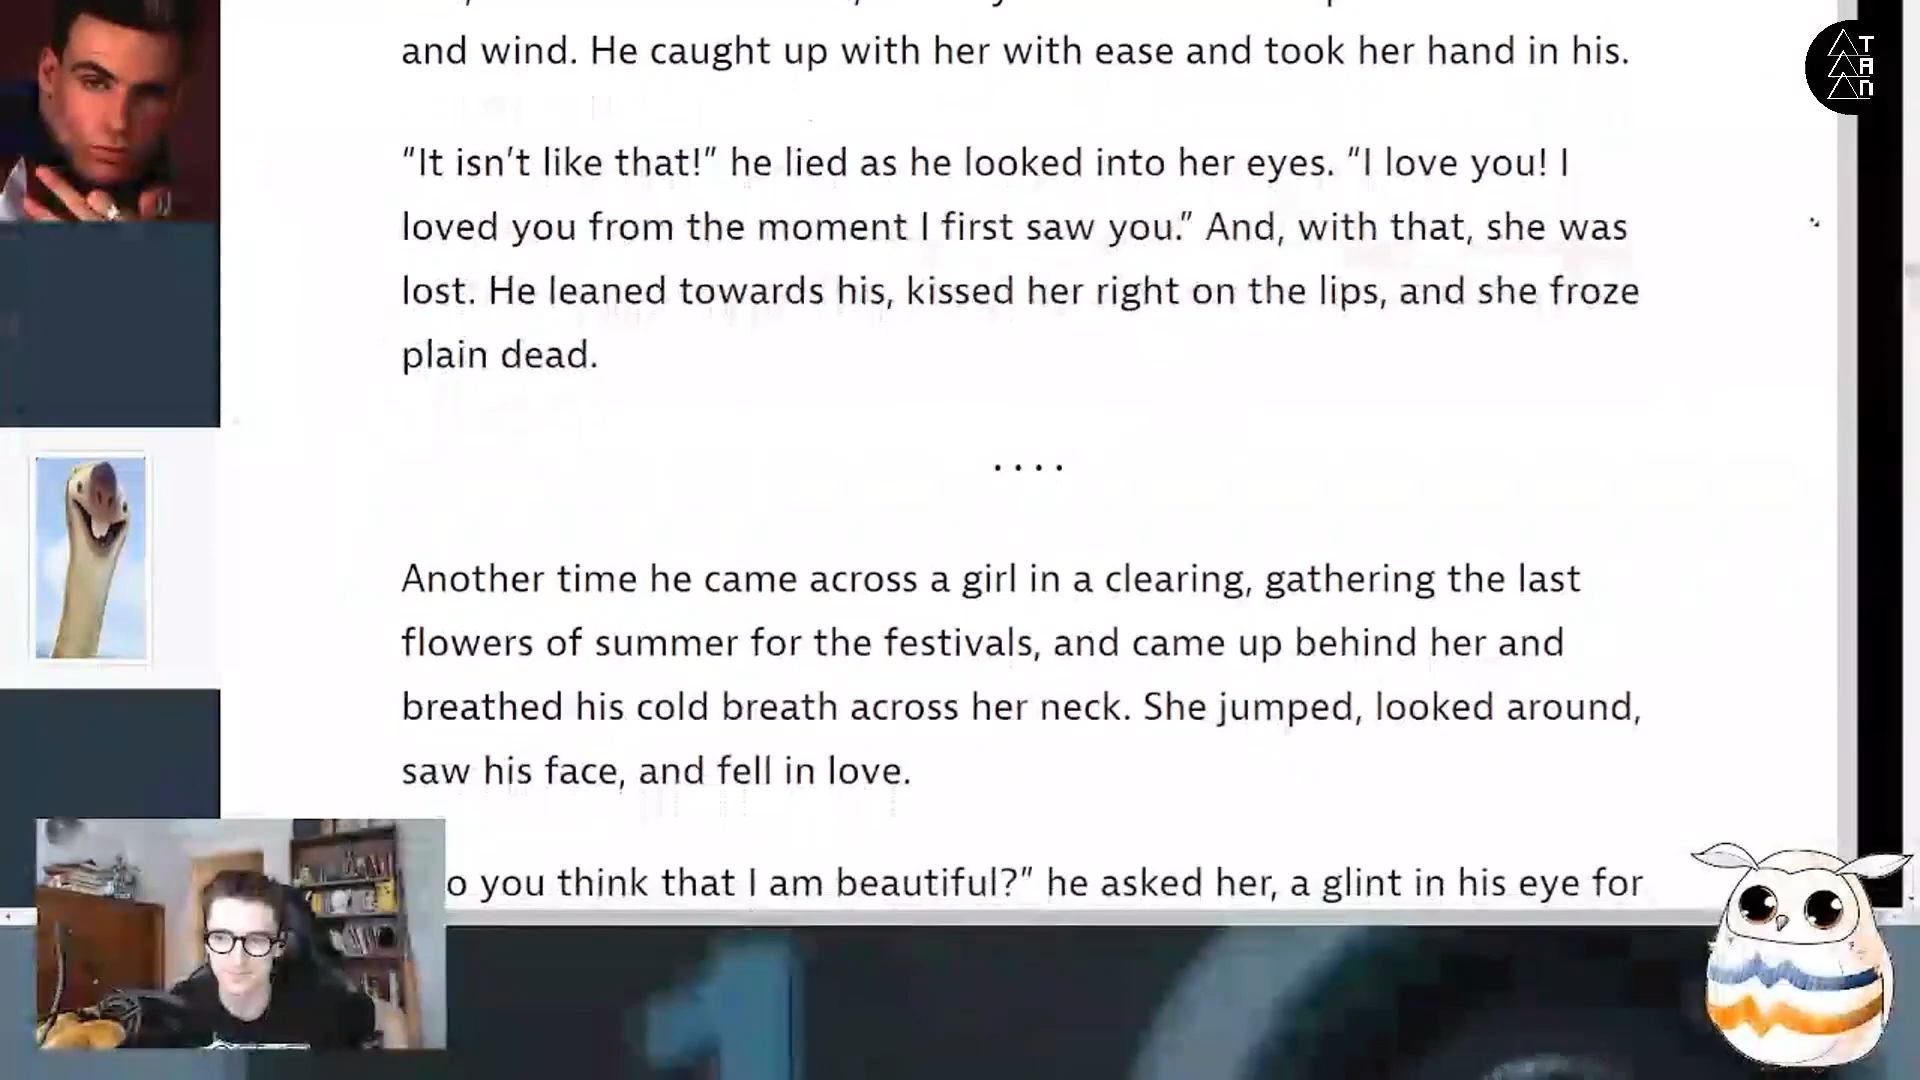 and wind. He caught up with her with ease and took her hand in his.
“It isn’t like that!” he lied as he looked into her eyes. “I love you! I
loved you from the moment I first saw you.” And, with that, she was
lost. He leaned towards his, kissed her right on the lips, and she froze
plain dead.
. . . .
Another time he came across a girl in a clearing, gathering the last
flowers of summer for the festivals, and came up behind her and
breathed his cold breath across her neck. She jumped, looked around,
saw his face, and fell in love.
o you think that I am beautiful?” he asked her, a glint in his eye for
TAN
1